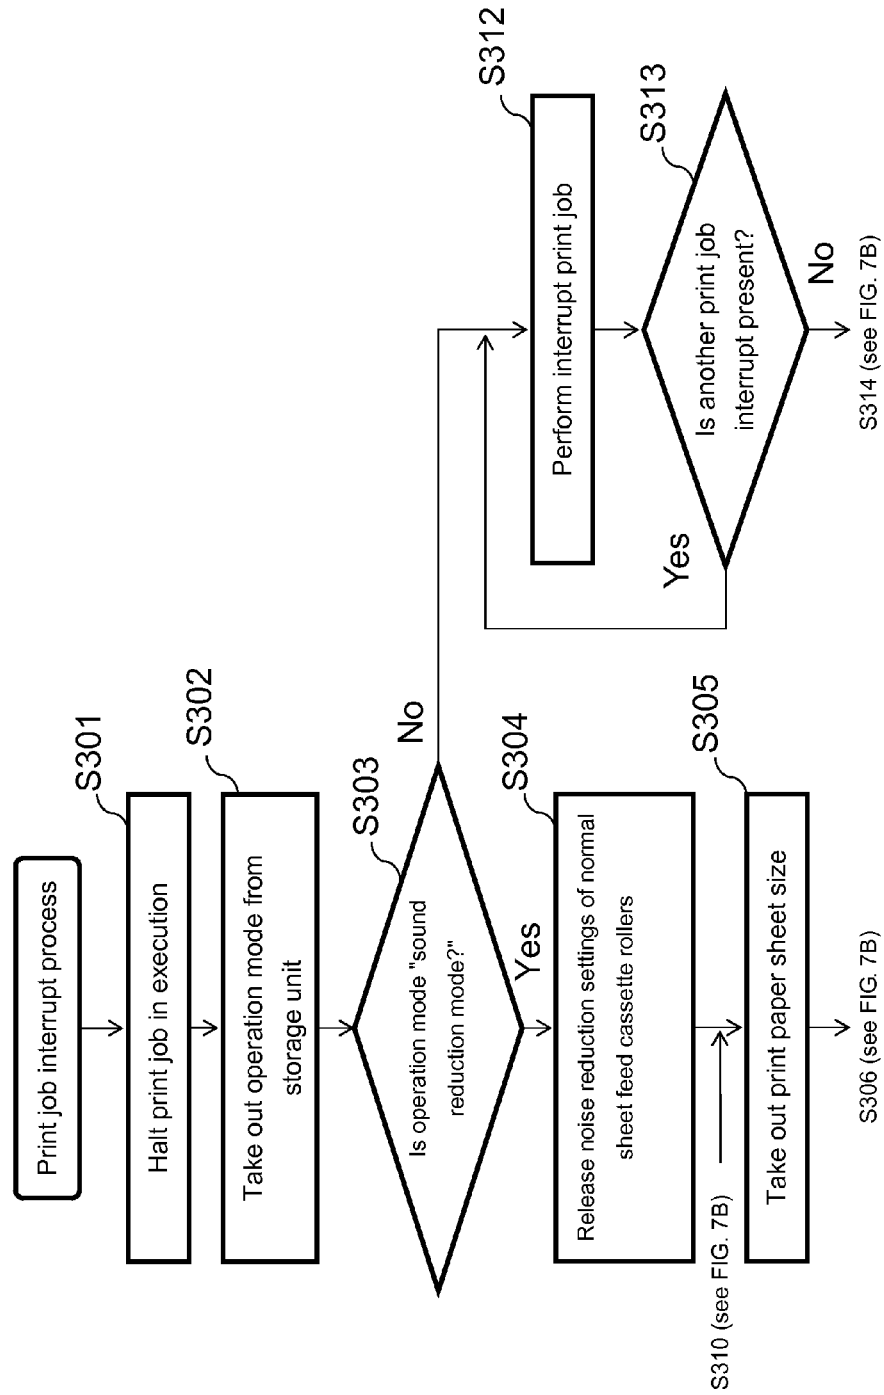 Print job interrupt process
S301
Halt print job in execution
S302
Take out operation mode from
storage unit
S303
Is operation mode "sound
reduction mode?"
No
Yes
S304
Release noise reduction settings of normal
sheet feed cassette rollers
S310 (see FIG. 7B)
S305
Take out print paper sheet size
S306 (see FIG. 7B)
S312
Perform interrupt print job
S313
Is another print job
interrupt present?
Yes
No
S314 (see FIG. 7B)